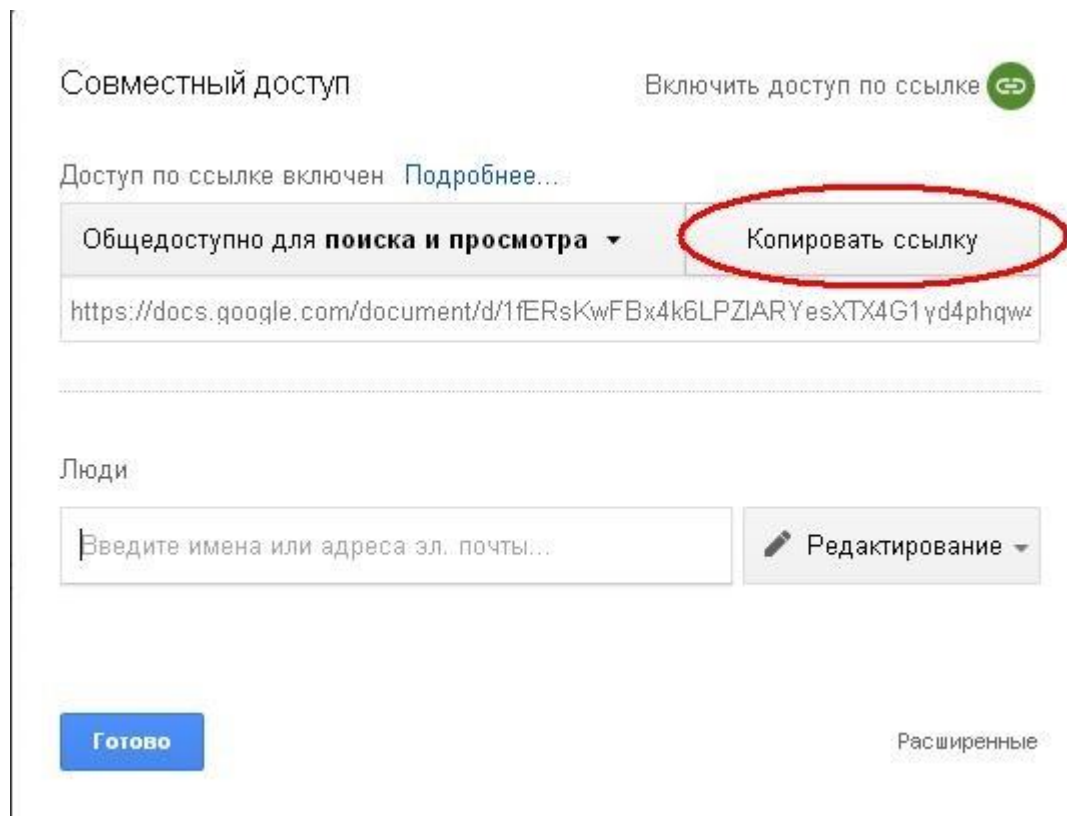 Совместный доступ
Включить доступ по ссылке
Доступ по ссылке включен Подробнее...
Общедоступно для поиска и просмотра
Копировать ссылку
https://docs.google.com/document/d/1fERsKwFBx4k6LPZlARYesXTX4G1yd4phqw
Люди
Введите имена или адреса эл. почты...
Редактирование
Готово
Расширенные